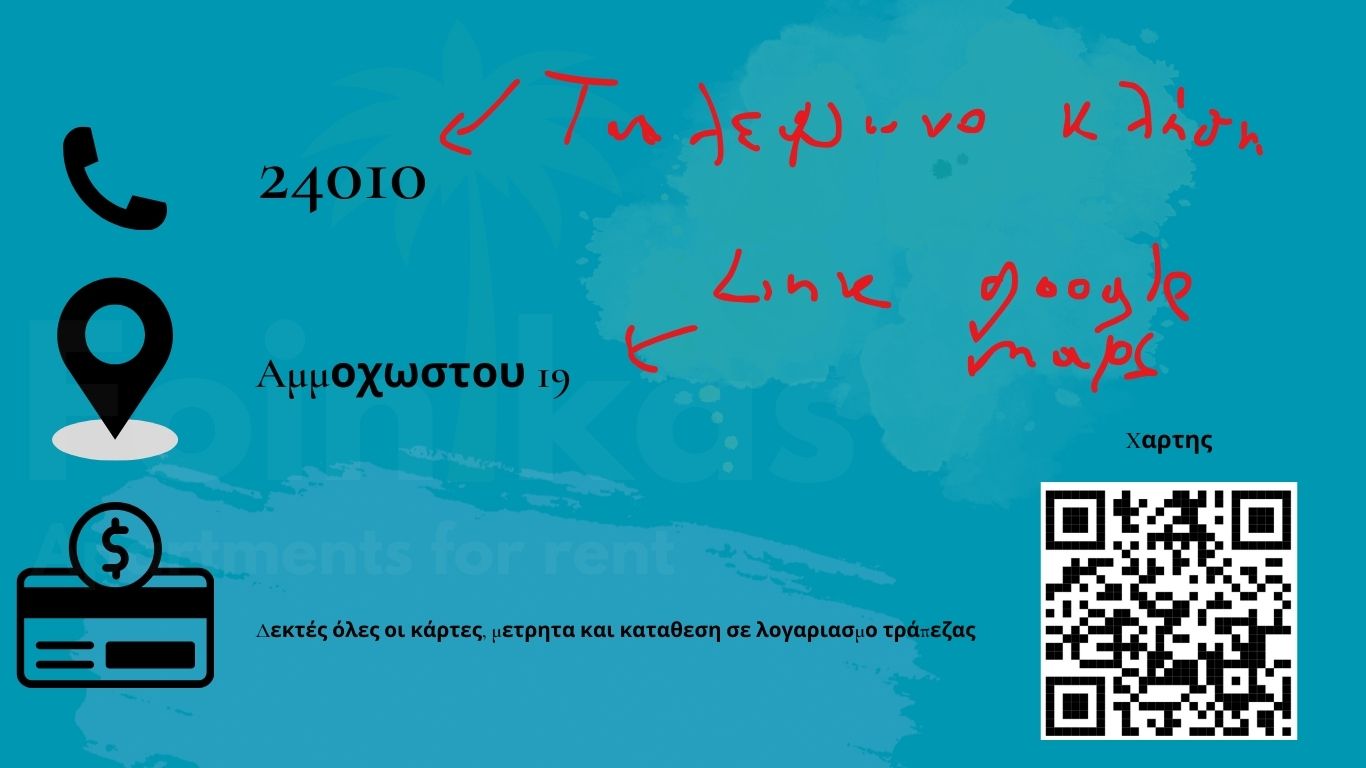 Τηλεφωνο κλήση
24010
Link google
maps
Αμμοχωστου 19
Χαρτης
Foinikas
Apartments for rent
Δεκτές όλες οι κάρτες, μετρητα και καταθεση σε λογαριασμο τράπεζας